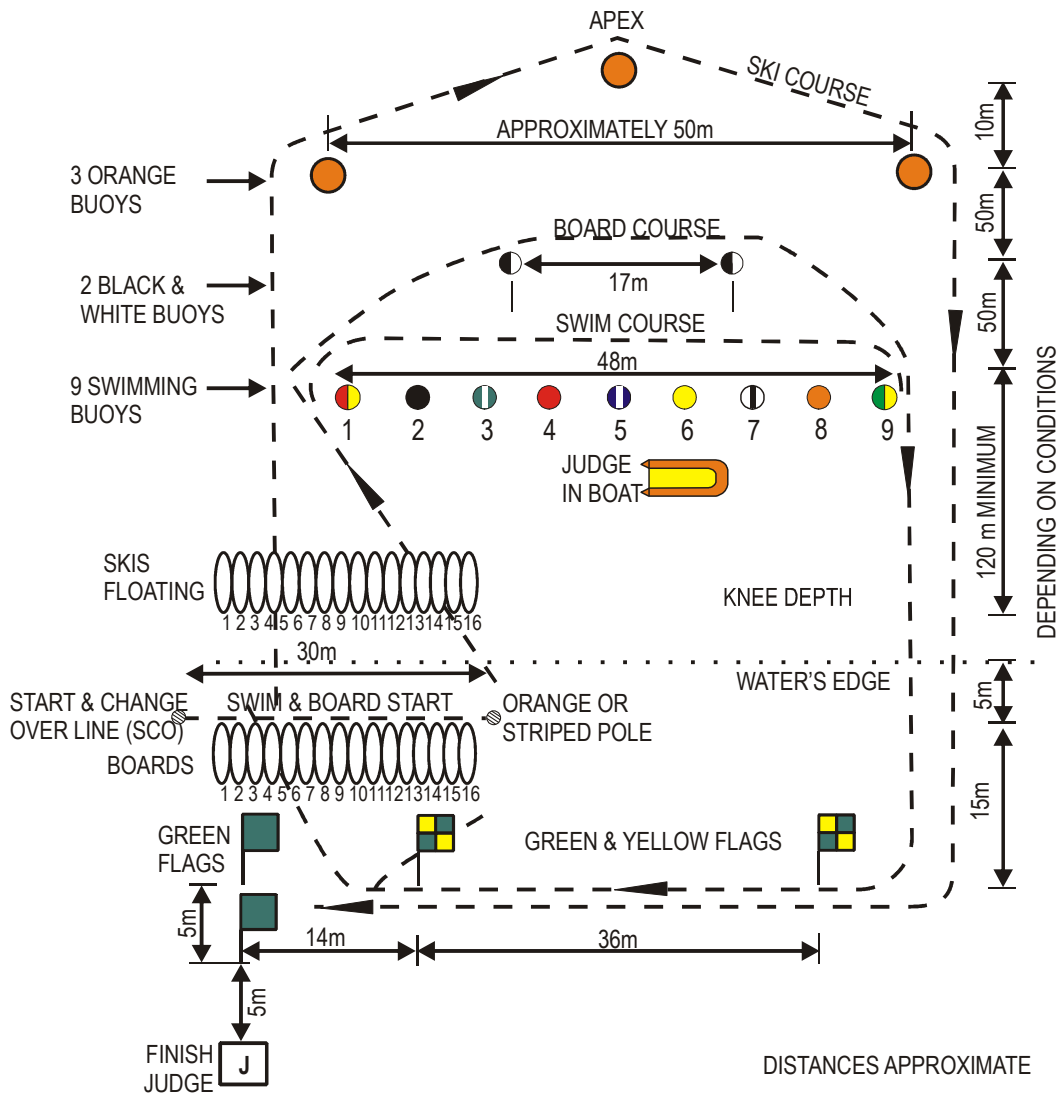 APEX
SKI COURSE
APPROXIMATELY 50m
10m
3 ORANGE
BUOYS
50m
BOARD COURSE
2 BLACK &
WHITE BUOYS
17m
50m
SWIM COURSE
9 SWIMMING
BUOYS
48m
1 2 3 4 5 6 7 8 9
JUDGE
IN BOAT
120 m MINIMUM
DEPENDING ON CONDITIONS
SKIS
FLOATING
KNEE DEPTH
1 2 3 4 5 6 7 8 9 10 11 12 13 14 15 16
30m
WATER'S EDGE
5m
START & CHANGE
OVER LINE (SCO)
SWIM & BOARD START
ORANGE OR
STRIPED POLE
BOARDS
1 2 3 4 5 6 7 8 9 10 11 12 13 14 15 16
15m
GREEN
FLAGS
GREEN & YELLOW FLAGS
5m
14m
36m
5m
FINISH
JUDGE
J
DISTANCES APPROXIMATE